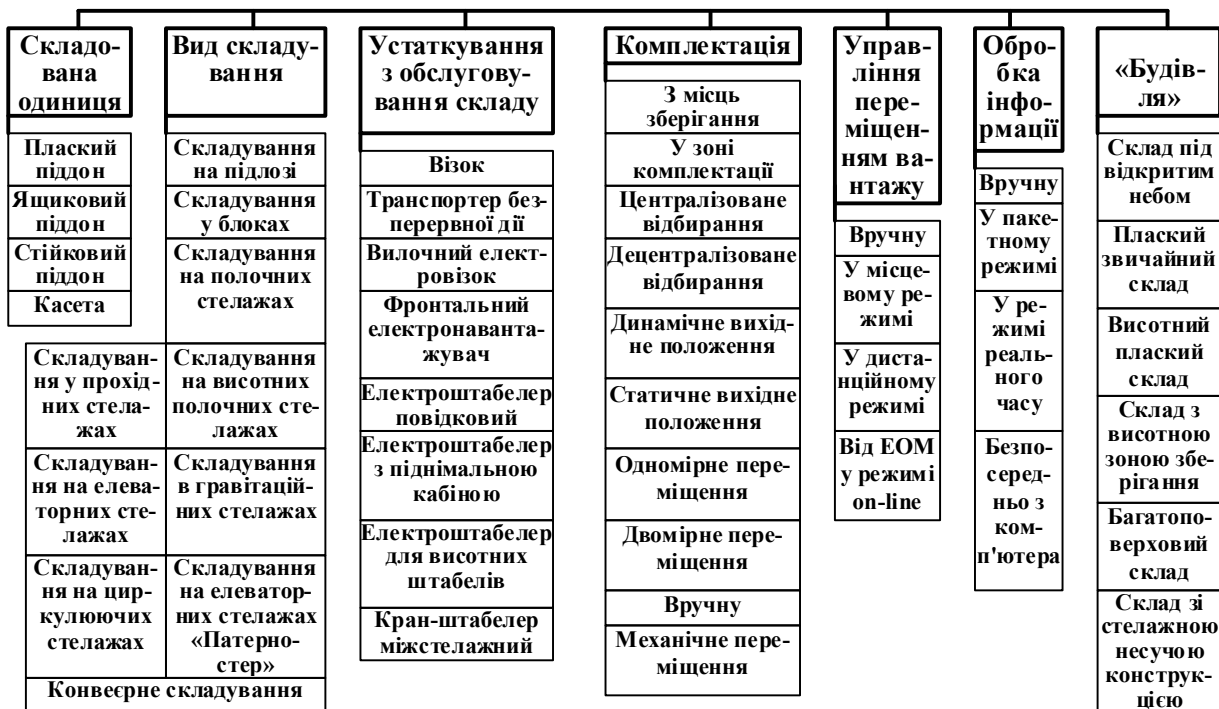 Складо-
вана
одиниця
Плаский
піддон
Ящиковий
піддон
Стійковий
піддон
Касета
Вид складу-
вання
Складування
на підлозі
Складування
у блоках
Складування
на полочних
стелажах
Складуван-
ня у прохід-
них стела-
жах
Складування
на висотних
полочних сте-
лажах
Складуван-
ня на елева-
торних сте-
лажах
Складування
в гравітацій-
них стелажах
Складуван-
ня на цир-
кулюючих
стелажах
Складування
на елеватор-
них стелажах
«Патерно-
стер»
Конвеєрне складування
Устаткування
з обслугову-
вання складу
Візок
Транспортер без-
перервної дії
Вилочний елект-
ровізок
Фронтальний
електронаванта-
жувач
Електроштабелер
повідковий
Електроштабелер
з піднімальною
кабіною
Електроштабелер
для висотних
штабелів
Кран-штабелер
міжстелажний
Комплектація
З місць
зберігання
У зоні
комплектації
Централізоване
відбирання
Децентралізоване
відбирання
Динамічне вихід-
не положення
Статичне вихідне
положення
Одномірне пере-
міщення
Двомірне пере-
міщення
Вручну
Механічне пере-
міщення
Управ-
ління
пере-
міщен-
ням ва-
нтажу
Вручну
У місце-
вому ре-
жимі
У диста-
нційному
режимі
Від ЕОМ
у режимі
on-line
Обро-
бка
інфо-
рмації
Вручну
У паке-
тному
режимі
У ре-
жимі
реаль-
ного
часу
Безпо-
серед-
ньо з
ком-
п'ютера
«Будів-
ля»
Склад під
відкритим
небом
Плаский
звичайний
склад
Висотний
плаский
склад
Склад з
висотною
зоною збе-
рігання
Багатопо-
верховий
склад
Склад зі
стелажною
несучою
конструк-
цією